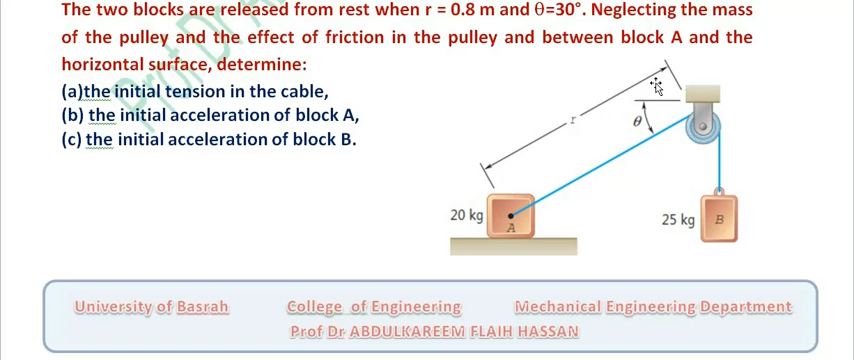 The two blocks are released from rest when r = 0.8 m and θ=30°. Neglecting the mass
of the pulley and the effect of friction in the pulley and between block A and the
horizontal surface, determine:
(a)the initial tension in the cable,
(b) the initial acceleration of block A,
(c) the initial acceleration of block B.
r
θ
20 kg
A
25 kg
B
University of Basrah College of Engineering Mechanical Engineering Department
Prof Dr ABDULKAREEM FLAIH HASSAN
Prof Dr